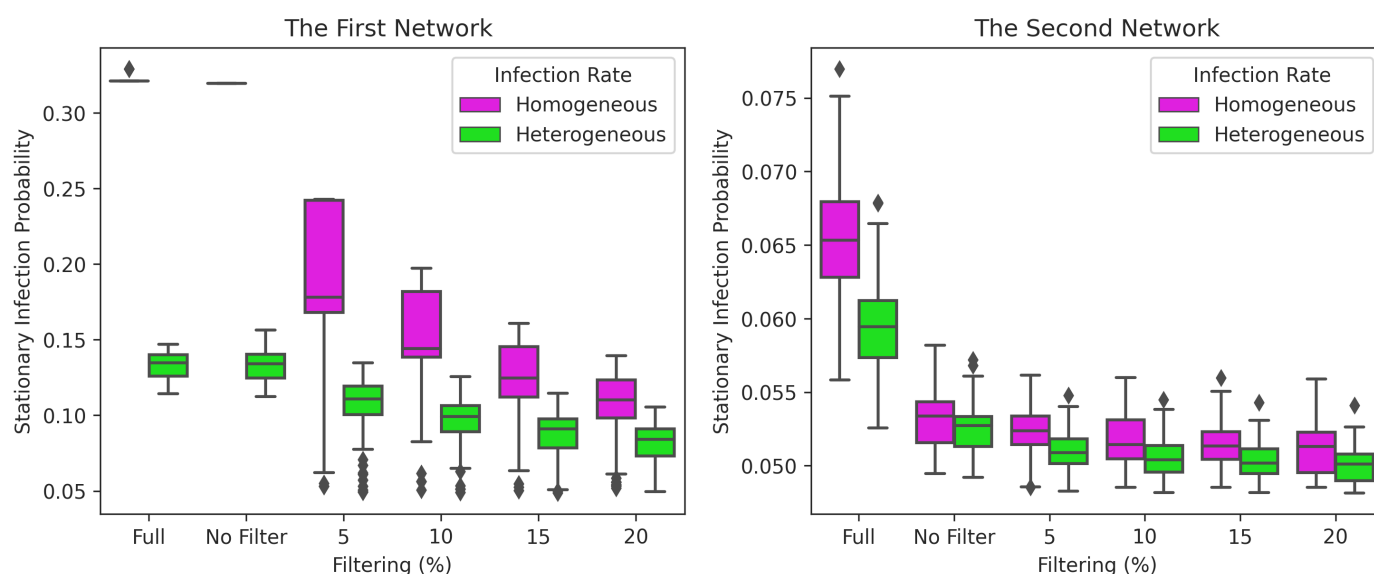 The First Network
Stationary Infection Probability
0.30
0.25
0.20
0.15
0.10
0.05
Infection Rate
Homogeneous
Heterogeneous
Full No Filter 5 10 15 20
Filtering (%)
The Second Network
Stationary Infection Probability
0.075
0.070
0.065
0.060
0.055
0.050
Infection Rate
Homogeneous
Heterogeneous
Full No Filter 5 10 15 20
Filtering (%)